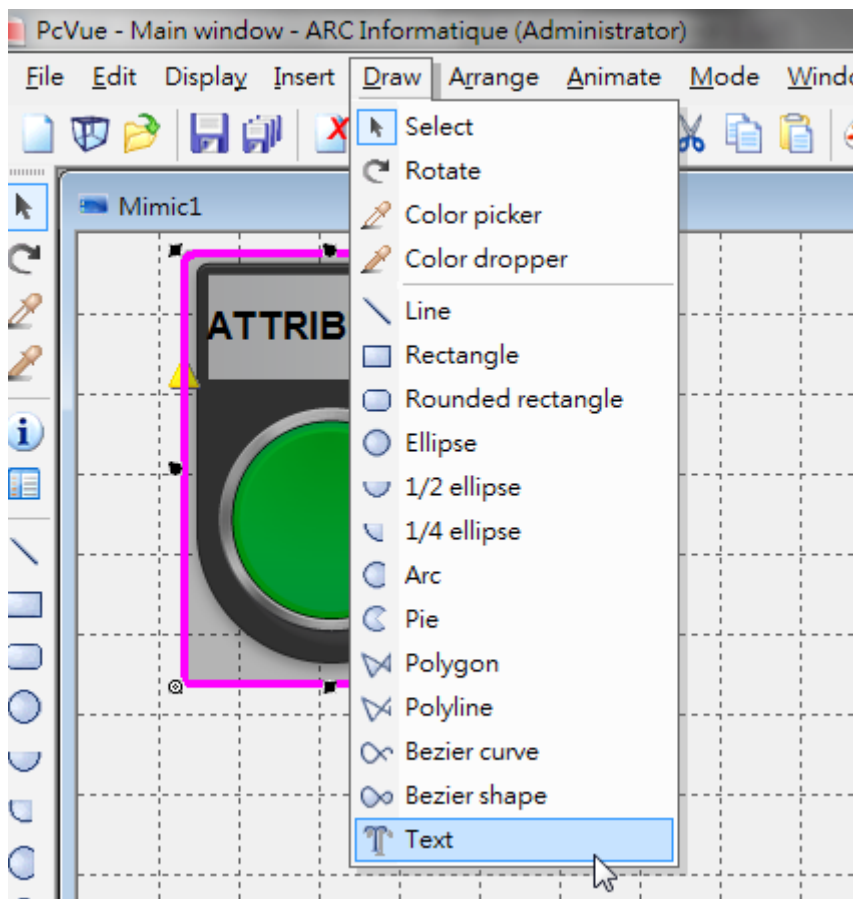 PcVue - Main window - ARC Informatique (Administrator)
File Edit Display Insert Draw Arrange Animate Mode
Select
Rotate
Color picker
Color dropper
Mimic1
Line
ATTRIB
Rectangle
Rounded rectangle
Ellipse
1/2 ellipse
1/4 ellipse
Arc
Pie
Polygon
Polyline
Bezier curve
Bezier shape
Text